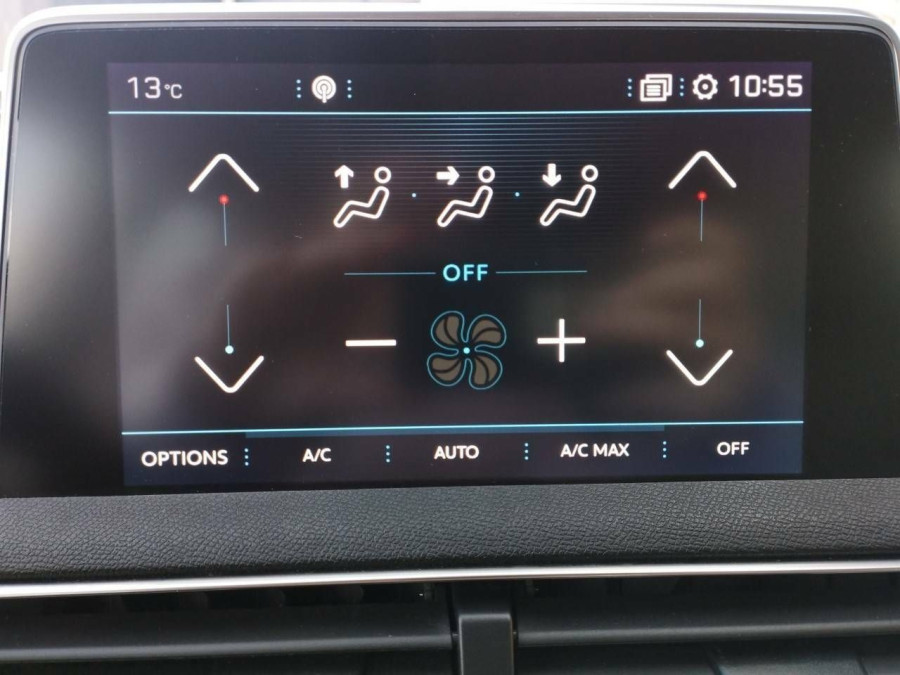 13°C 10:55
OFF
OPTIONS A/C AUTO A/C MAX OFF